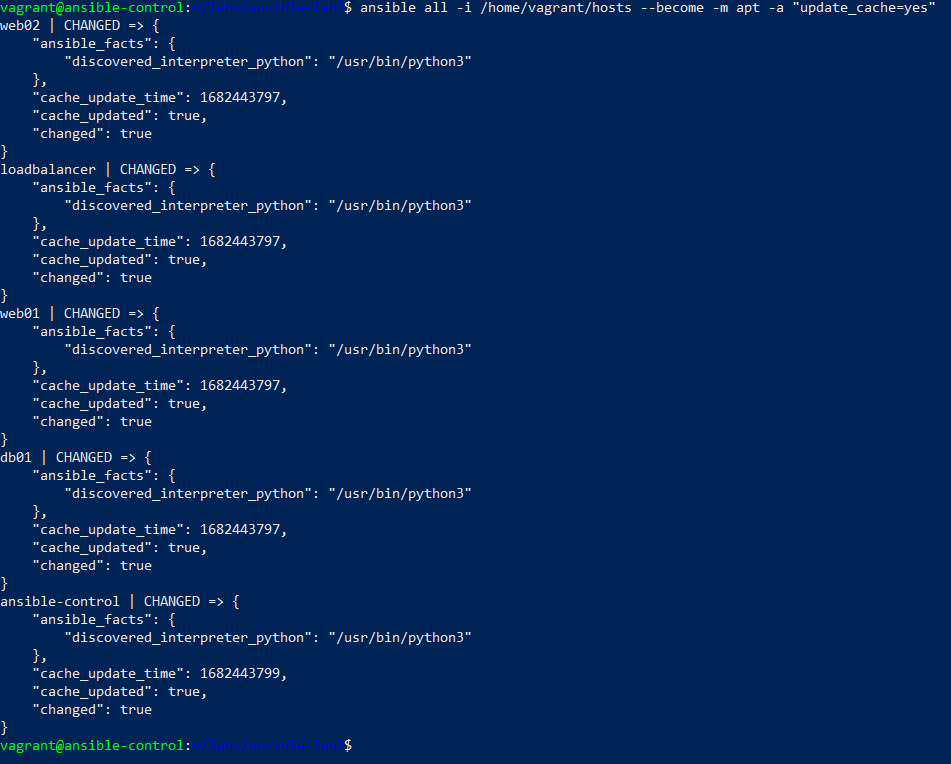 vagrant@ansible-control:~/labs/ansible-lab$ ansible all -i /home/vagrant/hosts --become -m apt -a "update_cache=yes"
web02 | CHANGED => {
    "ansible_facts": {
        "discovered_interpreter_python": "/usr/bin/python3"
    },
    "cache_update_time": 1682443797,
    "cache_updated": true,
    "changed": true
}
loadbalancer | CHANGED => {
    "ansible_facts": {
        "discovered_interpreter_python": "/usr/bin/python3"
    },
    "cache_update_time": 1682443797,
    "cache_updated": true,
    "changed": true
}
web01 | CHANGED => {
    "ansible_facts": {
        "discovered_interpreter_python": "/usr/bin/python3"
    },
    "cache_update_time": 1682443797,
    "cache_updated": true,
    "changed": true
}
db01 | CHANGED => {
    "ansible_facts": {
        "discovered_interpreter_python": "/usr/bin/python3"
    },
    "cache_update_time": 1682443797,
    "cache_updated": true,
    "changed": true
}
ansible-control | CHANGED => {
    "ansible_facts": {
        "discovered_interpreter_python": "/usr/bin/python3"
    },
    "cache_update_time": 1682443799,
    "cache_updated": true,
    "changed": true
}
vagrant@ansible-control:$